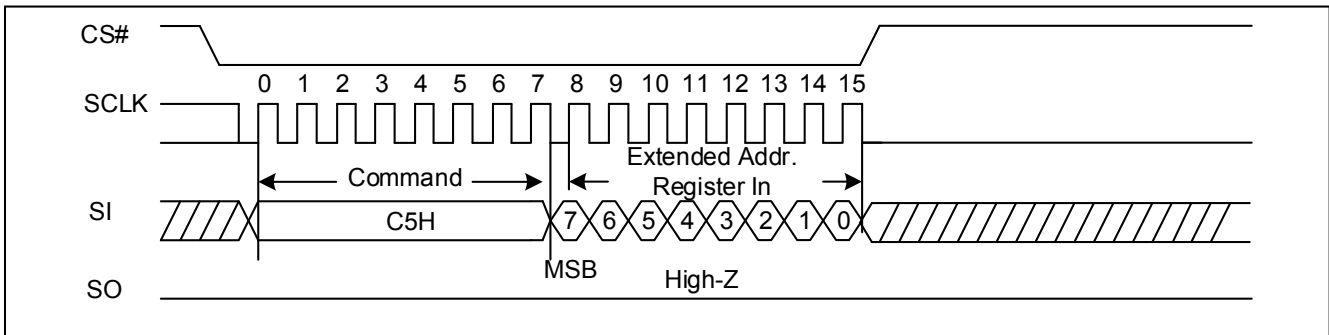 CS#
0 1 2 3 4 5 6 7 8 9 10 11 12 13 14 15
SCLK
Command
Extended Addr.
Register In
SI
C5H
7 6 5 4 3 2 1 0
MSB
High-Z
SO